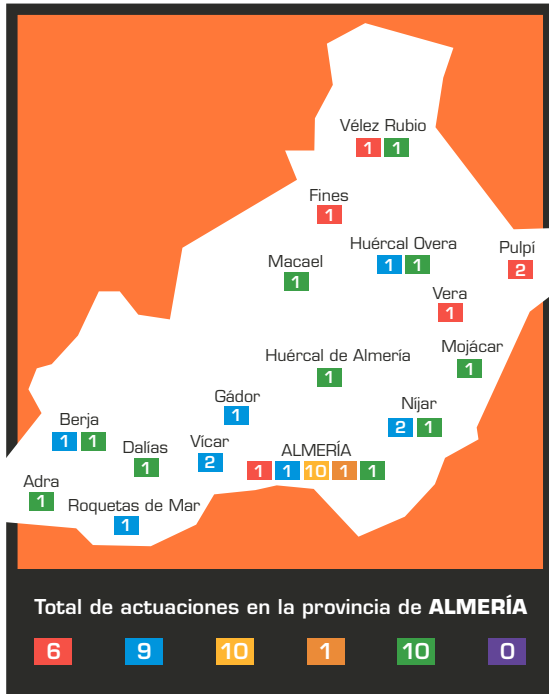 Vélez Rubio
1 1
Fines
1
Huércal Overa
1 1
Pulpí
2
Macael
1
Vera
1
Mojácar
1
Huércal de Almería
1
Gádor
1
Níjar
2 1
Berja
1 1
Dalías
1
Vícar
2
ALMERÍA
1 1 10 1 1
Adra
1
Roquetas de Mar
1
Total de actuaciones en la provincia de ALMERÍA
6 9 10 1 10 0